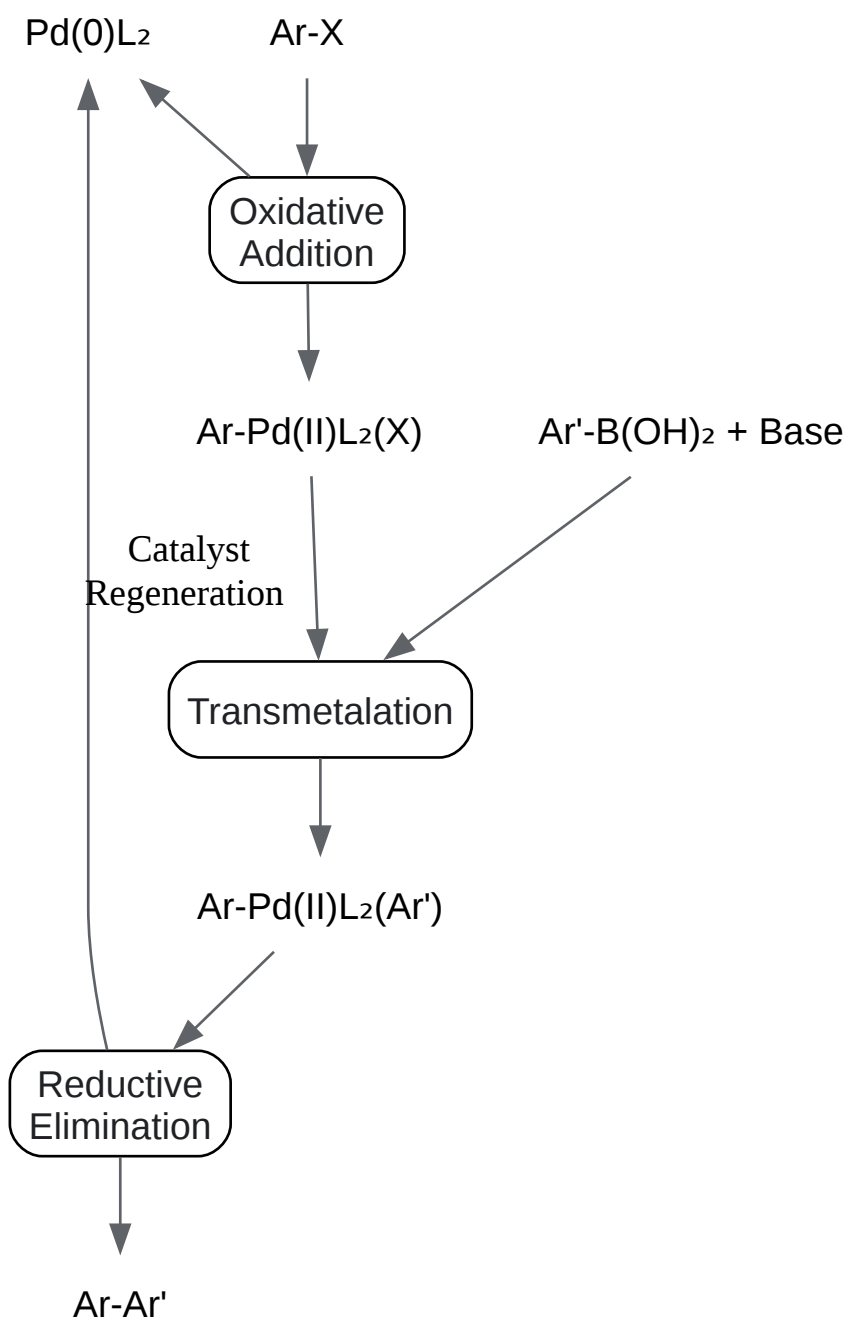 Pd(0)L₂
Ar-X
Oxidative
Addition
Ar-Pd(II)L₂(X)
Ar'-B(OH)₂ + Base
Catalyst
Regeneration
Transmetalation
Ar-Pd(II)L₂(Ar')
Reductive
Elimination
Ar-Ar'